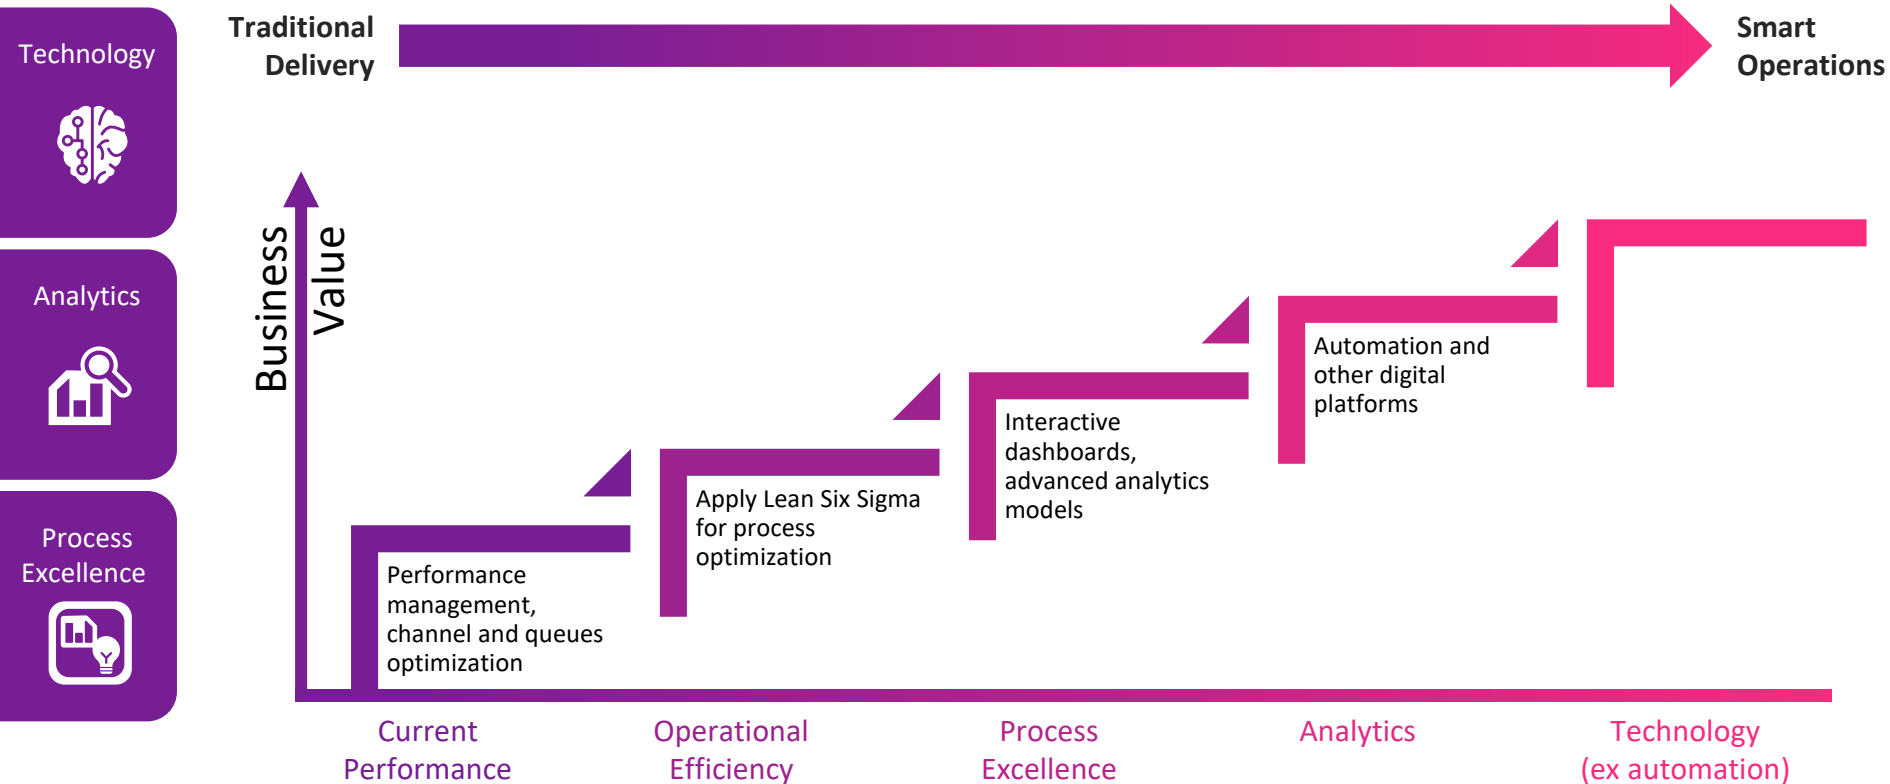 Technology
Analytics
Process
Excellence
Traditional
Delivery
Smart
Operations
Business
Value
Performance
management,
channel and queues
optimization
Apply Lean Six Sigma
for process
optimization
Interactive
dashboards,
advanced analytics
models
Automation and
other digital
platforms
Current
Performance
Operational
Efficiency
Process
Excellence
Analytics
Technology
(ex automation)